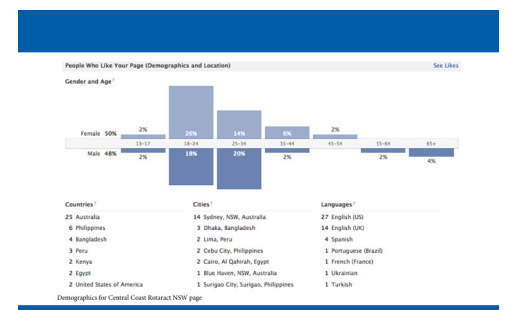 People Who Like Your Page (Demographics and Location) See Likes
Gender and Age?
Female 50% 2% 26% 14% 6% 2%
13-17 18-24 25-34 35-44 45-54 55-64 65+
Male 48% 2% 18% 20% 2% 2% 4%
Countries? Cities? Languages?
25 Australia 14 Sydney, NSW, Australia 27 English (US)
6 Philippines 3 Dhaka, Bangladesh 14 English (UK)
4 Bangladesh 2 Lima, Peru 4 Spanish
3 Peru 2 Cebu City, Philippines 1 Portuguese (Brazil)
2 Kenya 2 Cairo, Al Qahirah, Egypt 1 French (France)
2 Egypt 1 Blue Haven, NSW, Australia 1 Ukrainian
2 United States of America 1 Surigao City, Surigao, Philippines 1 Turkish
Demographics for Central Coast Rotaract NSW page